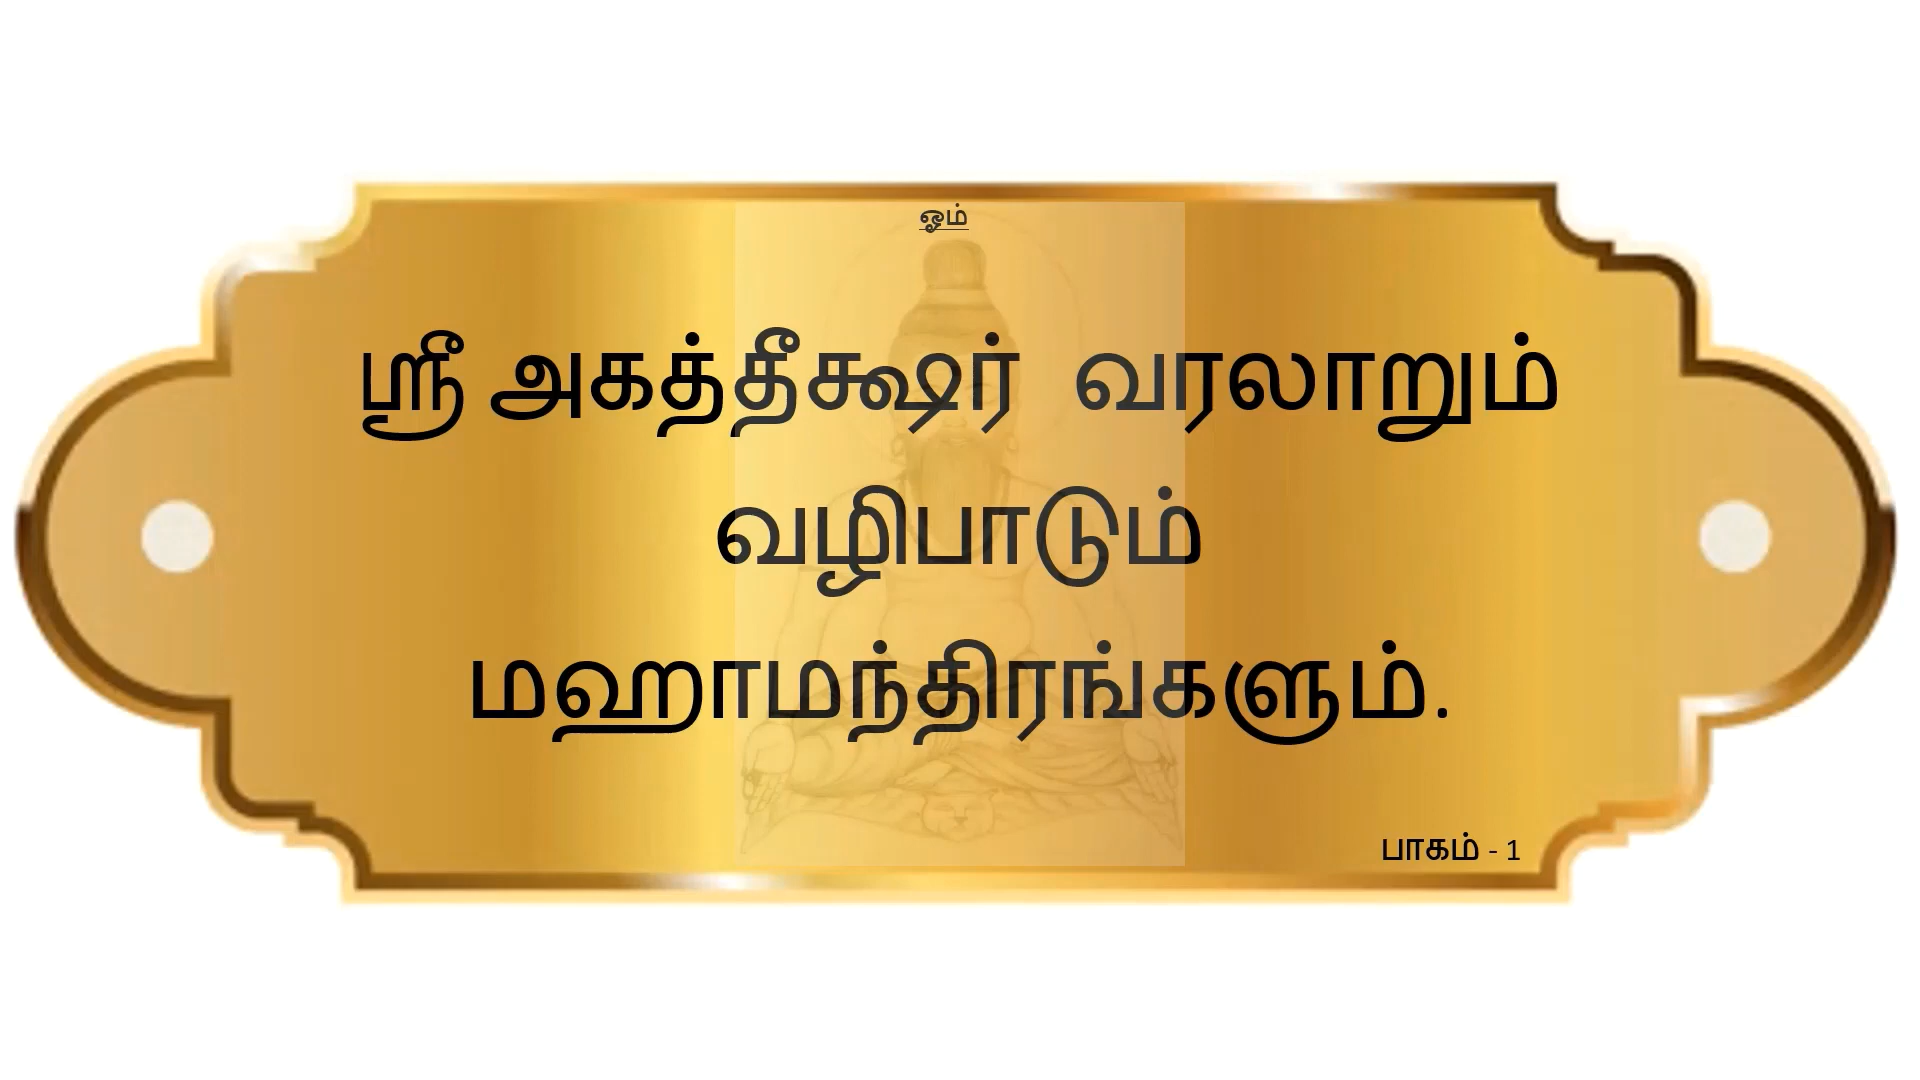 ஓம்
ஸ்ரீ அகத்தீக்ஷர் வரலாறும்
வழிபாடும்
மஹாமந்திரங்களும்.
பாகம் - 1